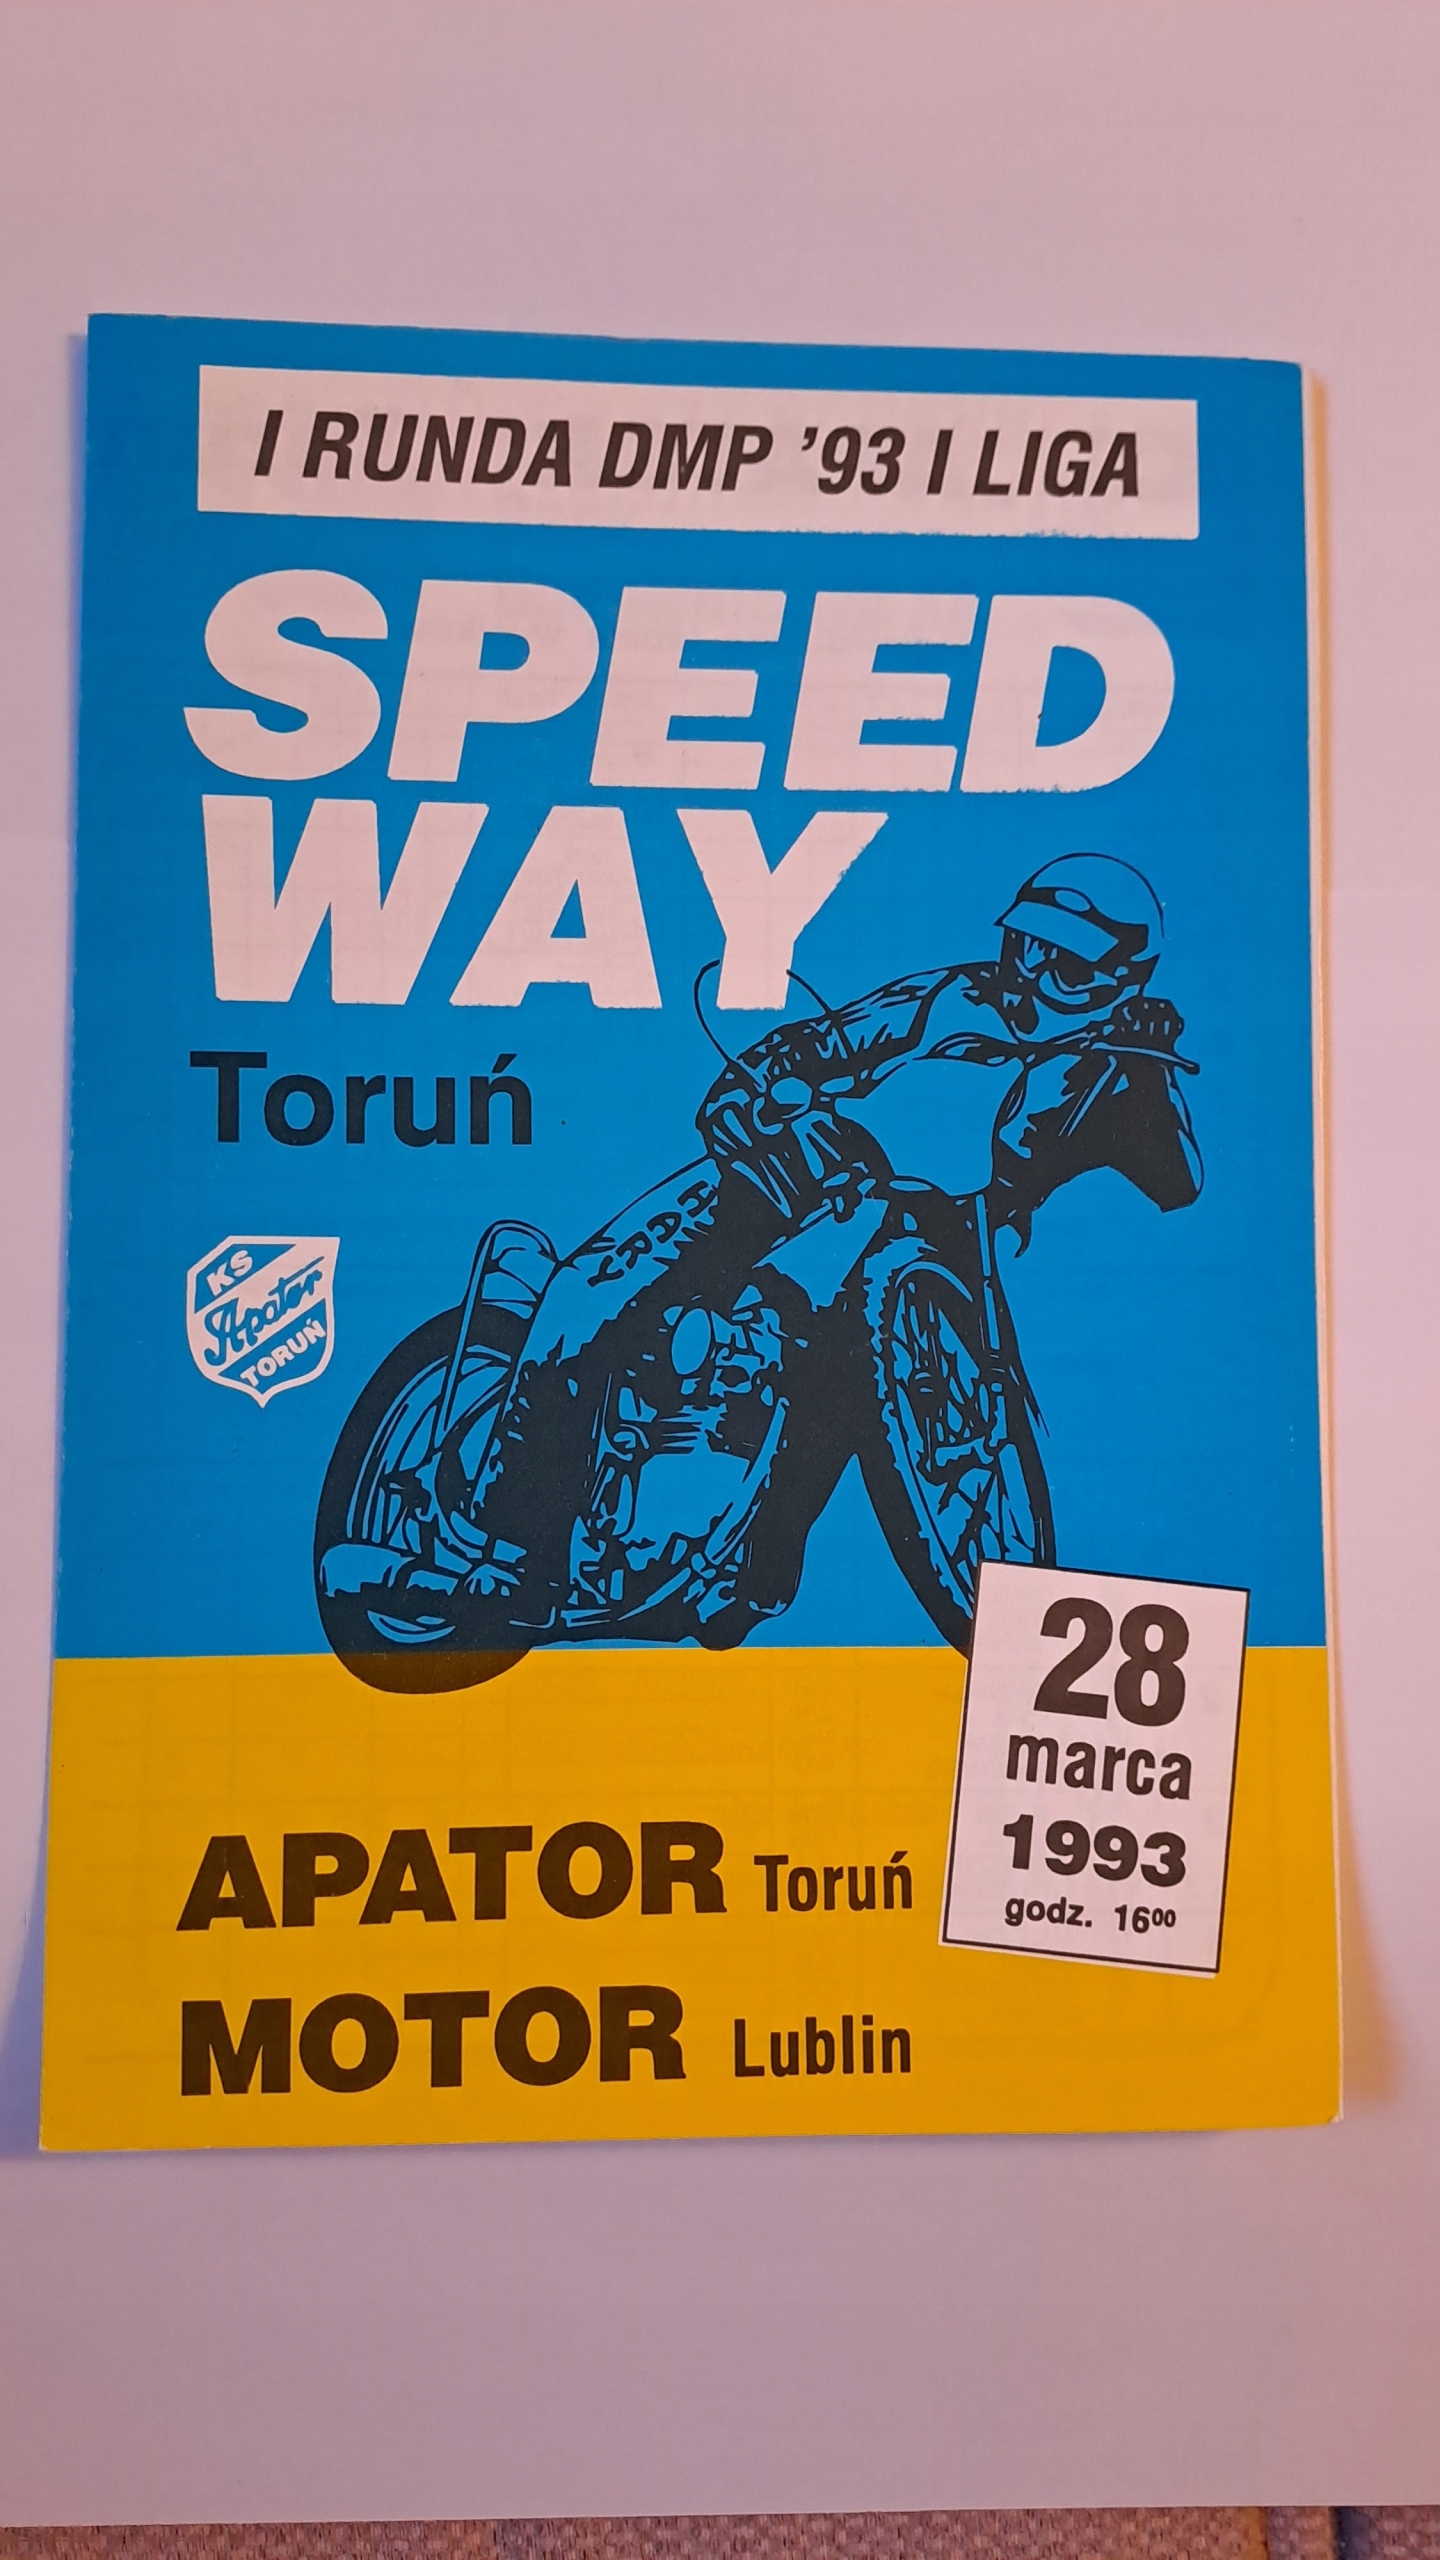 I RUNDA DMP '93 I LIGA
SPEED
WAY
Toruń
KS
Apator
TORUŃ
HARRY
28
marca
1993
godz. 16⁰⁰
APATOR Toruń
MOTOR Lublin